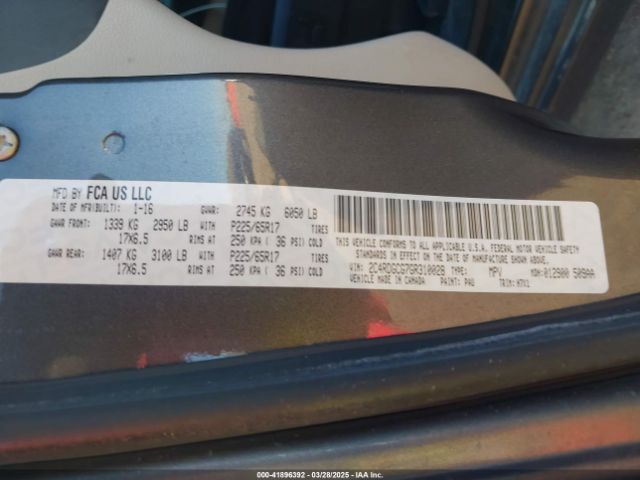 MFD BY FCA US LLC
DATE OF MFR(BUILT): 1-16 GVWR: 2745 KG 6050 LB
GAWR FRONT: 1339 KG 2950 LB WITH P225/65R17 TIRES
17X6.5 RIMS AT 250 KPA ( 36 PSI) COLD
GAWR REAR: 1407 KG 3100 LB WITH P225/65R17 TIRES
17X6.5 RIMS AT 250 KPA ( 36 PSI) COLD
THIS VEHICLE CONFORMS TO ALL APPLICABLE U.S.A. FEDERAL MOTOR VEHICLE SAFETY
STANDARDS IN EFFECT ON THE DATE OF MANUFACTURE SHOWN ABOVE.
VIN: 2C4RDGCG7GR310028 TYPE: MPV MDH: 012900 509AA
VEHICLE MADE IN CANADA PAINT: PAU TRIM:
000-41896392 03/28/2025 IAA Inc.